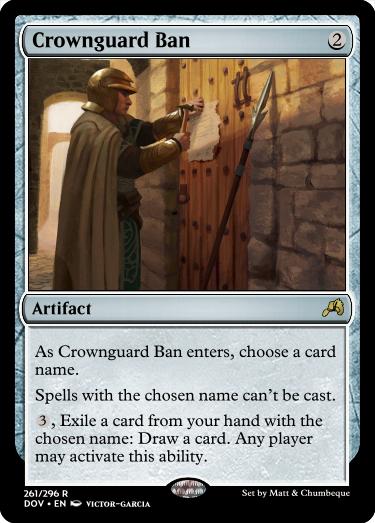 Crownguard Ban 2
Artifact
As Crownguard Ban enters, choose a card
name.
Spells with the chosen name can't be cast.
3, Exile a card from your hand with the
chosen name: Draw a card. Any player
may activate this ability.
261/296 R
DOV • EN VICTOR-GARCIA
Set by Matt & Chumbeque